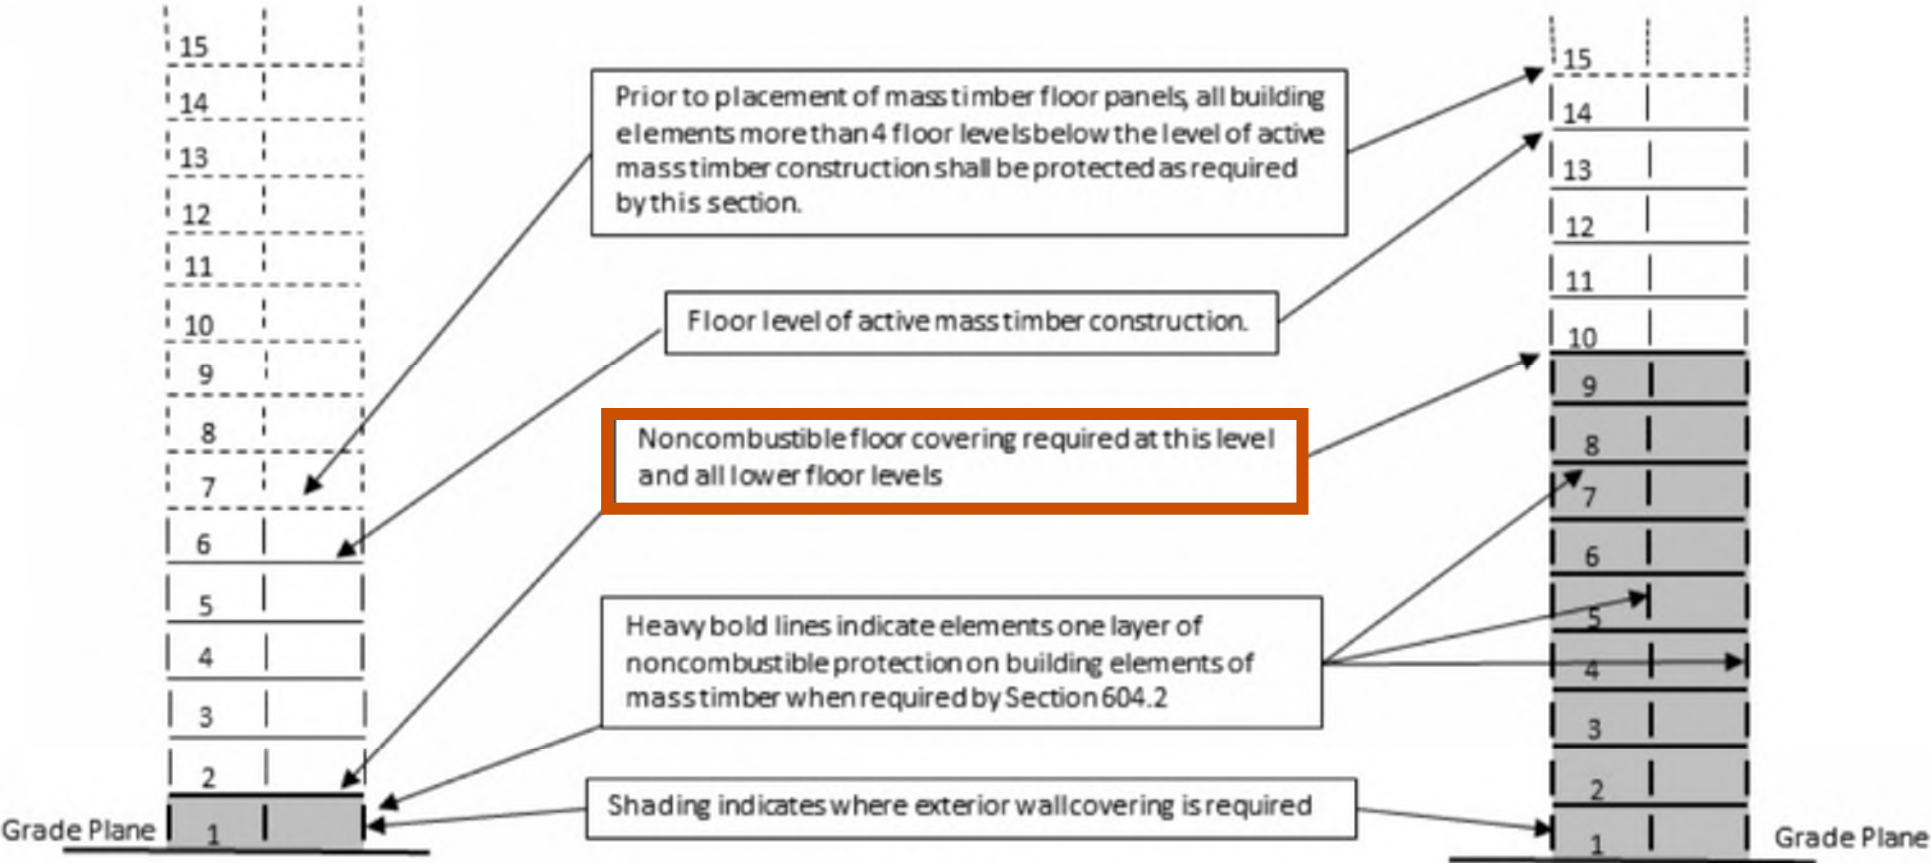 15
14
13
12
11
10
9
8
7
6
5
4
3
2
1
Grade Plane
Prior to placement of mass timber floor panels, all building
elements more than 4 floor levels below the level of active
mass timber construction shall be protected as required
by this section.
Floor level of active mass timber construction.
Noncombustible floor covering required at this level
and all lower floor levels
Heavy bold lines indicate elements one layer of
noncombustible protection on building elements of
mass timber when required by Section 604.2
Shading indicates where exterior wall covering is required
15
14
13
12
11
10
9
8
7
6
5
4
3
2
1
Grade Plane